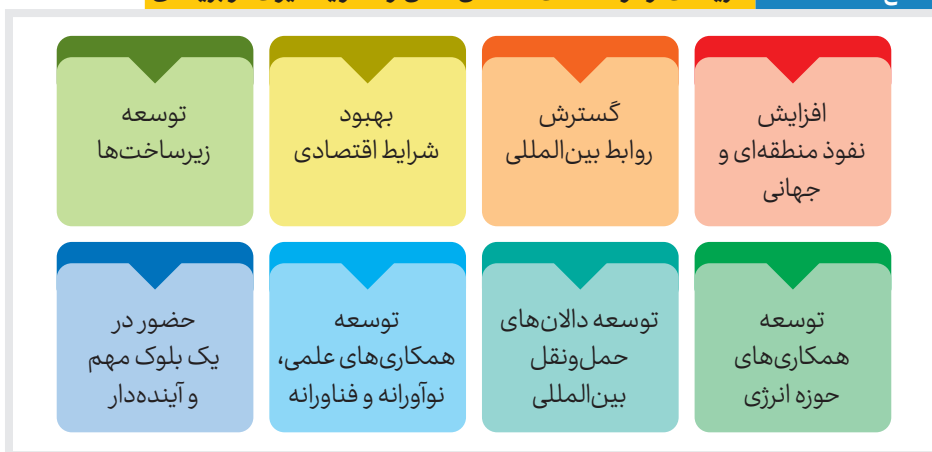 افزایش
نفوذ منطقه‌ای و
جهانی
گسترش
روابط بین‌المللی
بهبود
شرایط اقتصادی
توسعه
زیرساخت‌ها
توسعه
همکاری‌های
حوزه انرژی
توسعه دالان‌های
حمل‌ونقل
بین‌المللی
توسعه
همکاری‌های علمی،
نوآورانه و فناورانه
حضور در
یک بلوک مهم
و آینده‌دار